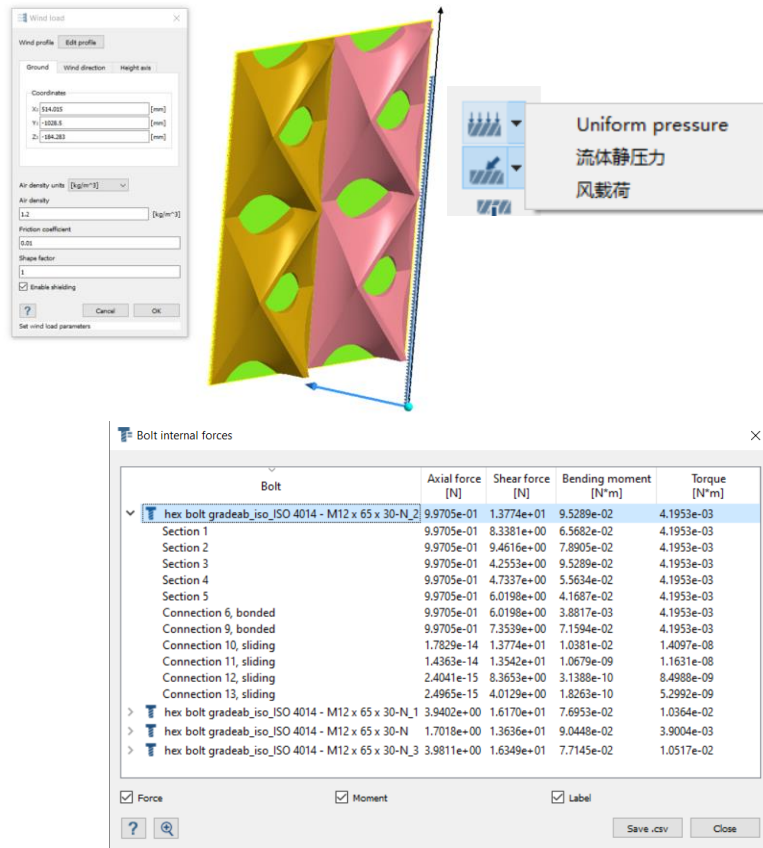 Wind load
Wind profile Edit profile
Ground Wind direction Height axis
Coordinates
X: 514.015 [mm]
Y: -1028.5 [mm]
Z: -184.283 [mm]
Air density units [kg/m^3]
Air density
1.2 [kg/m^3]
Friction coefficient
0.01
Shape factor
1
Enable shielding
? Cancel OK
Set wind load parameters
Uniform pressure
流体静压力
风载荷
Bolt internal forces
Bolt Axial force [N] Shear force [N] Bending moment [N*m] Torque [N*m]
hex bolt gradeab_iso_ISO 4014 - M12 x 65 x 30-N_2 9.9705e-01 1.3774e+01 9.5289e-02 4.1953e-03
Section 1 9.9705e-01 8.3381e+00 6.5682e-02 4.1953e-03
Section 2 9.9705e-01 9.4616e+00 7.8905e-02 4.1953e-03
Section 3 9.9705e-01 4.2553e+00 9.5289e-02 4.1953e-03
Section 4 9.9705e-01 4.7337e+00 5.5634e-02 4.1953e-03
Section 5 9.9705e-01 6.0198e+00 4.1687e-02 4.1953e-03
Connection 6, bonded 9.9705e-01 6.0198e+00 3.8817e-03 4.1953e-03
Connection 9, bonded 9.9705e-01 7.3539e+00 7.1594e-02 4.1953e-03
Connection 10, sliding 1.7829e-14 1.3774e+01 1.0381e-02 1.4097e-08
Connection 11, sliding 1.4363e-14 1.3542e+01 1.0679e-09 1.1631e-08
Connection 12, sliding 2.4041e-15 8.3653e+00 3.1388e-10 8.4988e-09
Connection 13, sliding 2.4965e-15 4.0129e+00 1.8263e-10 5.2992e-09
hex bolt gradeab_iso_ISO 4014 - M12 x 65 x 30-N_1 3.9402e+00 1.6170e+01 7.6953e-02 1.0364e-02
hex bolt gradeab_iso_ISO 4014 - M12 x 65 x 30-N 1.7018e+00 1.3636e+01 9.0448e-02 3.9004e-03
hex bolt gradeab_iso_ISO 4014 - M12 x 65 x 30-N_3 3.9811e+00 1.6349e+01 7.7145e-02 1.0517e-02
Force Moment Label
? Save .csv Close